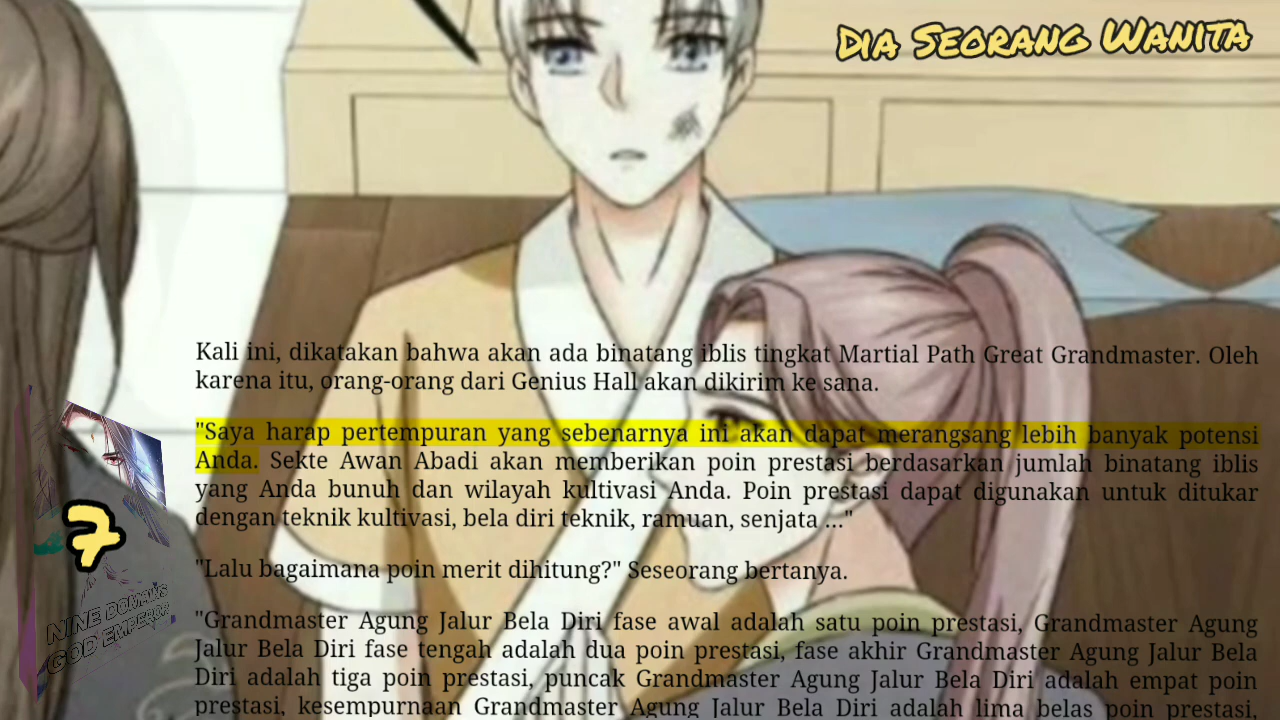 Dia Seorang Wanita
Kali ini, dikatakan bahwa akan ada binatang iblis tingkat Martial Path Great Grandmaster. Oleh
karena itu, orang-orang dari Genius Hall akan dikirim ke sana.
"Saya harap pertempuran yang sebenarnya ini akan dapat merangsang lebih banyak potensi
Anda. Sekte Awan Abadi akan memberikan poin prestasi berdasarkan jumlah binatang iblis
yang Anda bunuh dan wilayah kultivasi Anda. Poin prestasi dapat digunakan untuk ditukar
dengan teknik kultivasi, bela diri teknik, ramuan, senjata ..."
7
"Lalu bagaimana poin merit dihitung?" Seseorang bertanya.
NINE DOMAINS
GOD EMPEROR
"Grandmaster Agung Jalur Bela Diri fase awal adalah satu poin prestasi, Grandmaster Agung
Jalur Bela Diri fase tengah adalah dua poin prestasi, fase akhir Grandmaster Agung Jalur Bela
Diri adalah tiga poin prestasi, puncak Grandmaster Agung Jalur Bela Diri adalah empat poin
prestasi, kesempurnaan Grandmaster Agung Jalur Bela Diri adalah lima belas poin prestasi,